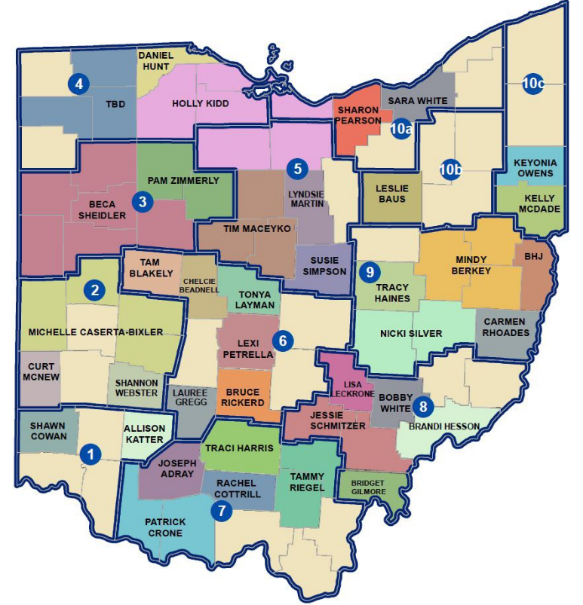 DANIEL
HUNT
4
10c
TBD
HOLLY KIDD
SHARON
PEARSON
SARA WHITE
10a
10b
KEYONIA
OWENS
PAM ZIMMERLY
5
LYNDSIE
MARTIN
LESLIE
BAUS
KELLY
MCDADE
BECA
SHEIDLER
3
TIM MACEYKO
SUSIE
SIMPSON
MINDY
BERKEY
BHJ
TAM
BLAKELY
CHELCIE
BEADNELL
9
TRACY
HAINES
2
TONYA
LAYMAN
MICHELLE CASERTA-BIXLER
LEXI
PETRELLA
6
NICKI SILVER
CARMEN
RHOADES
CURT
MCNEW
SHANNON
WEBSTER
LAUREE
GREGG
BRUCE
RICKERD
LISA
LECKRONE
BOBBY
WHITE
8
JESSIE
SCHMITZER
BRANDI HESSON
SHAWN
COWAN
ALLISON
KATTER
1
TRACI HARRIS
JOSEPH
ADRAY
RACHEL
COTTRILL
TAMMY
RIEGEL
BRIDGET
GILMORE
7
PATRICK
CRONE